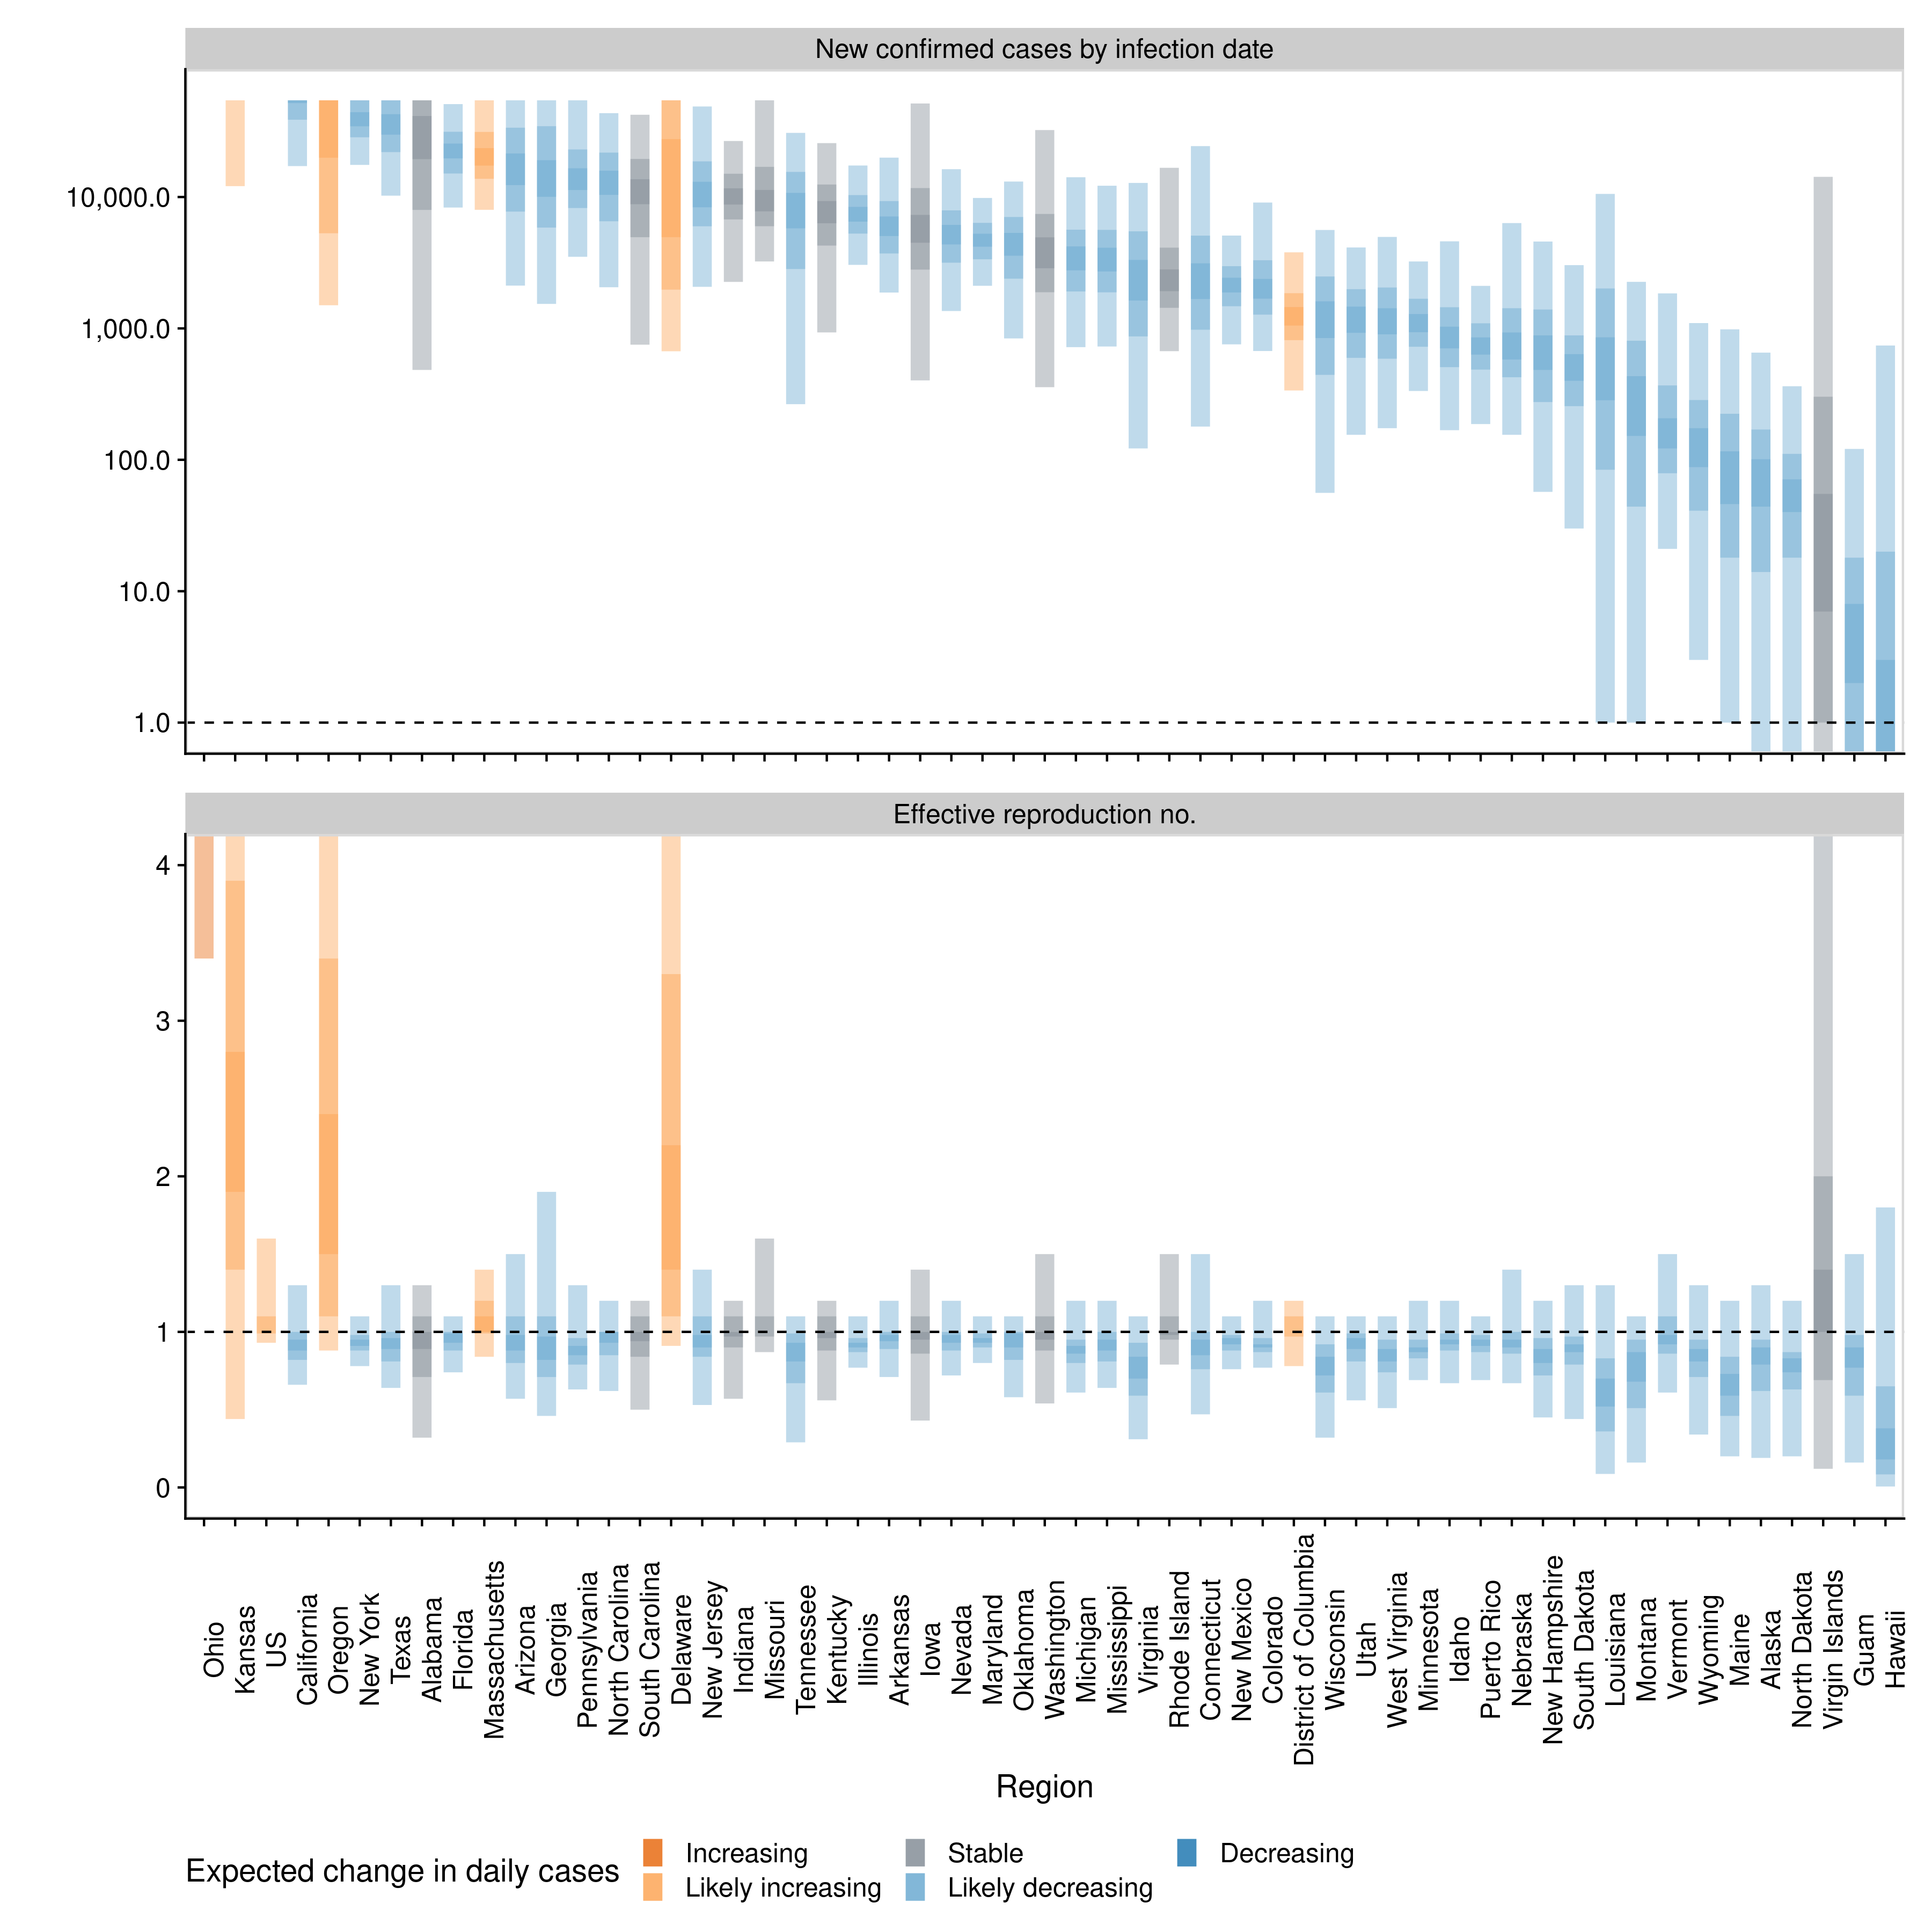 New confirmed cases by infection date
10,000.0
1,000.0
100.0
10.0
1.0
Effective reproduction no.
4
3
2
1
0
Ohio
Kansas
US
California
Oregon
New York
Texas
Alabama
Florida
Massachusetts
Arizona
Georgia
Pennsylvania
North Carolina
South Carolina
Delaware
New Jersey
Indiana
Missouri
Tennessee
Kentucky
Illinois
Arkansas
Iowa
Nevada
Maryland
Oklahoma
Washington
Michigan
Mississippi
Virginia
Rhode Island
Connecticut
New Mexico
Colorado
District of Columbia
Wisconsin
Utah
West Virginia
Minnesota
Idaho
Puerto Rico
Nebraska
New Hampshire
South Dakota
Louisiana
Montana
Vermont
Wyoming
Maine
Alaska
North Dakota
Virgin Islands
Guam
Hawaii
Region
Expected change in daily cases
Increasing
Likely increasing
Stable
Likely decreasing
Decreasing